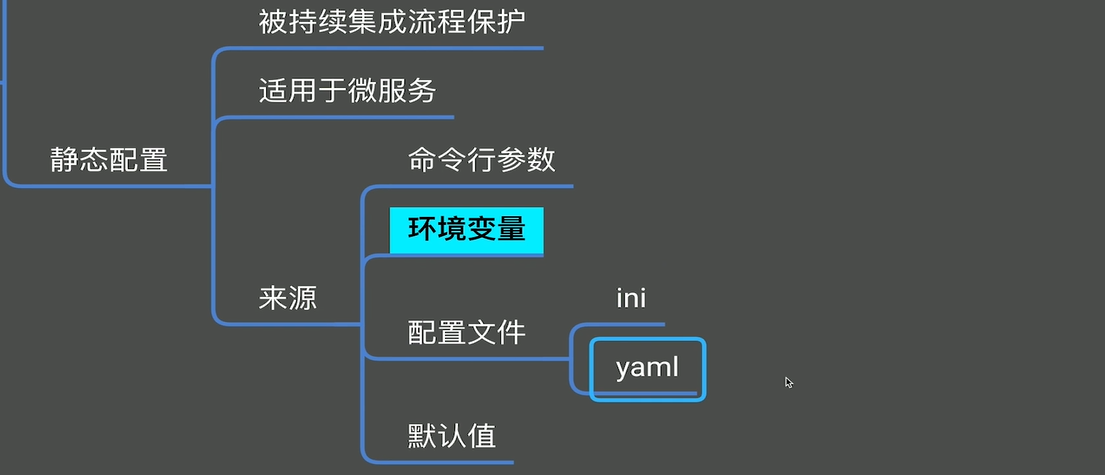 被持续集成流程保护
适用于微服务
静态配置
命令行参数
环境变量
来源
ini
配置文件
yaml
默认值